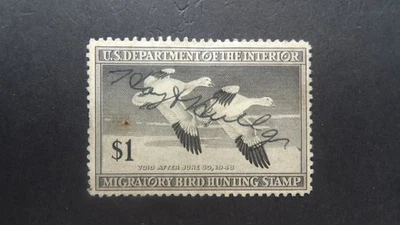 U.S. DEPARTMENT OF THE INTERIOR
$1
VOID AFTER JUNE 30, 1948
MIGRATORY BIRD HUNTING STAMP